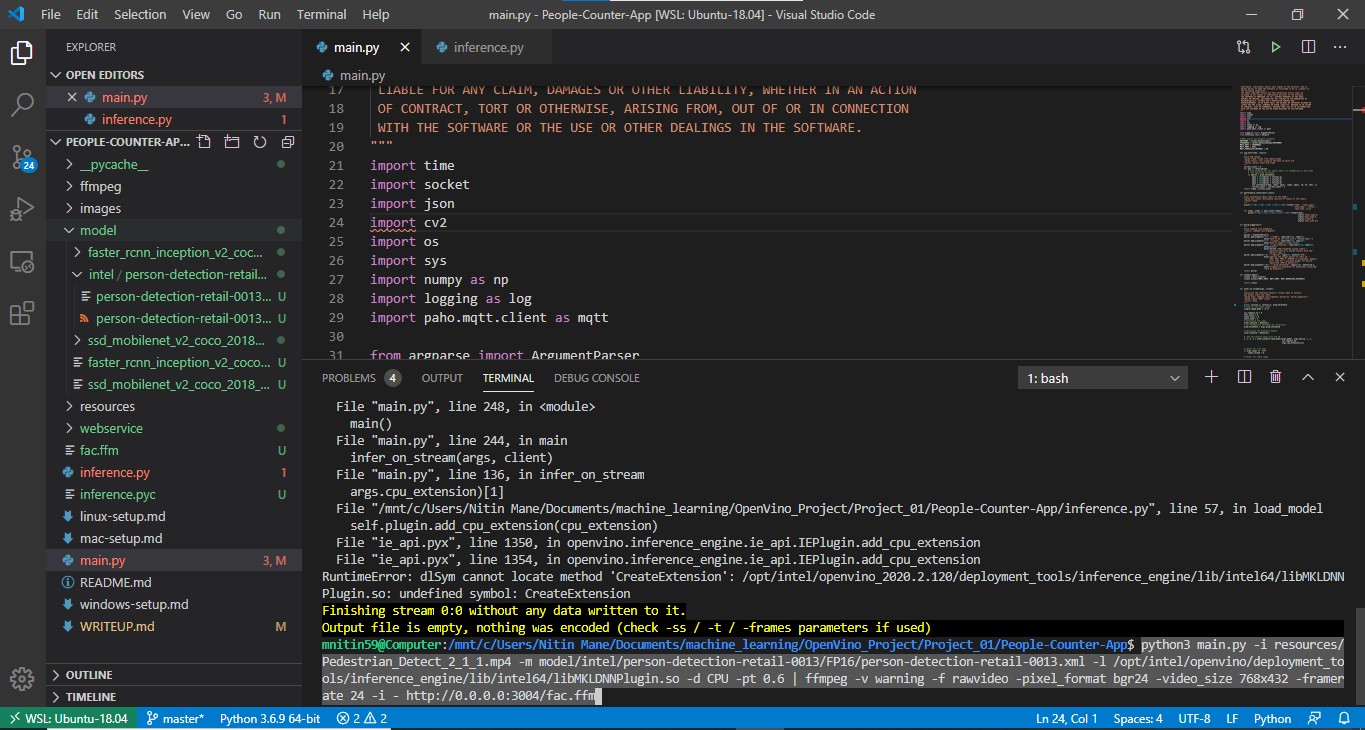 File Edit Selection View Go Run Terminal Help
main.py - People-Counter-App [WSL: Ubuntu-18.04] - Visual Studio Code
EXPLORER
OPEN EDITORS
main.py 3, M
inference.py 1
PEOPLE-COUNTER-AP...
__pycache__
ffmpeg
images
model
faster_rcnn_inception_v2_coc...
intel / person-detection-retail...
person-detection-retail-0013... U
person-detection-retail-0013... U
ssd_mobilenet_v2_coco_2018...
faster_rcnn_inception_v2_coco... U
ssd_mobilenet_v2_coco_2018_... U
resources
webservice
fac.ffm U
inference.py 1
inference.pyc U
linux-setup.md
mac-setup.md
main.py 3, M
README.md
windows-setup.md
WRITEUP.md M
OUTLINE
TIMELINE
24
main.py
inference.py
main.py
17 LIABLE FOR ANY CLAIM, DAMAGES OR OTHER LIABILITY, WHETHER IN AN ACTION
18 OF CONTRACT, TORT OR OTHERWISE, ARISING FROM, OUT OF OR IN CONNECTION
19 WITH THE SOFTWARE OR THE USE OR OTHER DEALINGS IN THE SOFTWARE.
20 """
21 import time
22 import socket
23 import json
24 import cv2
25 import os
26 import sys
27 import numpy as np
28 import logging as log
29 import paho.mqtt.client as mqtt
30
31 from argparse import ArgumentParser
PROBLEMS 4 OUTPUT TERMINAL DEBUG CONSOLE
1: bash
File "main.py", line 248, in <module>
main()
File "main.py", line 244, in main
infer_on_stream(args, client)
File "main.py", line 136, in infer_on_stream
args.cpu_extension)[1]
File "/mnt/c/Users/Nitin Mane/Documents/machine_learning/OpenVino_Project/Project_01/People-Counter-App/inference.py", line 57, in load_model
self.plugin.add_cpu_extension(cpu_extension)
File "ie_api.pyx", line 1350, in openvino.inference_engine.ie_api.IEPlugin.add_cpu_extension
File "ie_api.pyx", line 1354, in openvino.inference_engine.ie_api.IEPlugin.add_cpu_extension
RuntimeError: dlSym cannot locate method 'CreateExtension': /opt/intel/openvino_2020.2.120/deployment_tools/inference_engine/lib/intel64/libMKLDNN
Plugin.so: undefined symbol: CreateExtension
Finishing stream 0:0 without any data written to it.
Output file is empty, nothing was encoded (check -ss / -t / -frames parameters if used)
mnitin59@Computer:/mnt/c/Users/Nitin Mane/Documents/machine_learning/OpenVino_Project/Project_01/People-Counter-App$ python3 main.py -i resources/
Pedestrian_Detect_2_1_1.mp4 -m model/intel/person-detection-retail-0013/FP16/person-detection-retail-0013.xml -l /opt/intel/openvino/deployment_to
ols/inference_engine/lib/intel64/libMKLDNNPlugin.so -d CPU -pt 0.6 | ffmpeg -v warning -f rawvideo -pixel_format bgr24 -video_size 768x432 -framer
ate 24 -i - http://0.0.0.0:3004/fac.ffm
WSL: Ubuntu-18.04 master* Python 3.6.9 64-bit 2 2 Ln 24, Col 1 Spaces: 4 UTF-8 LF Python